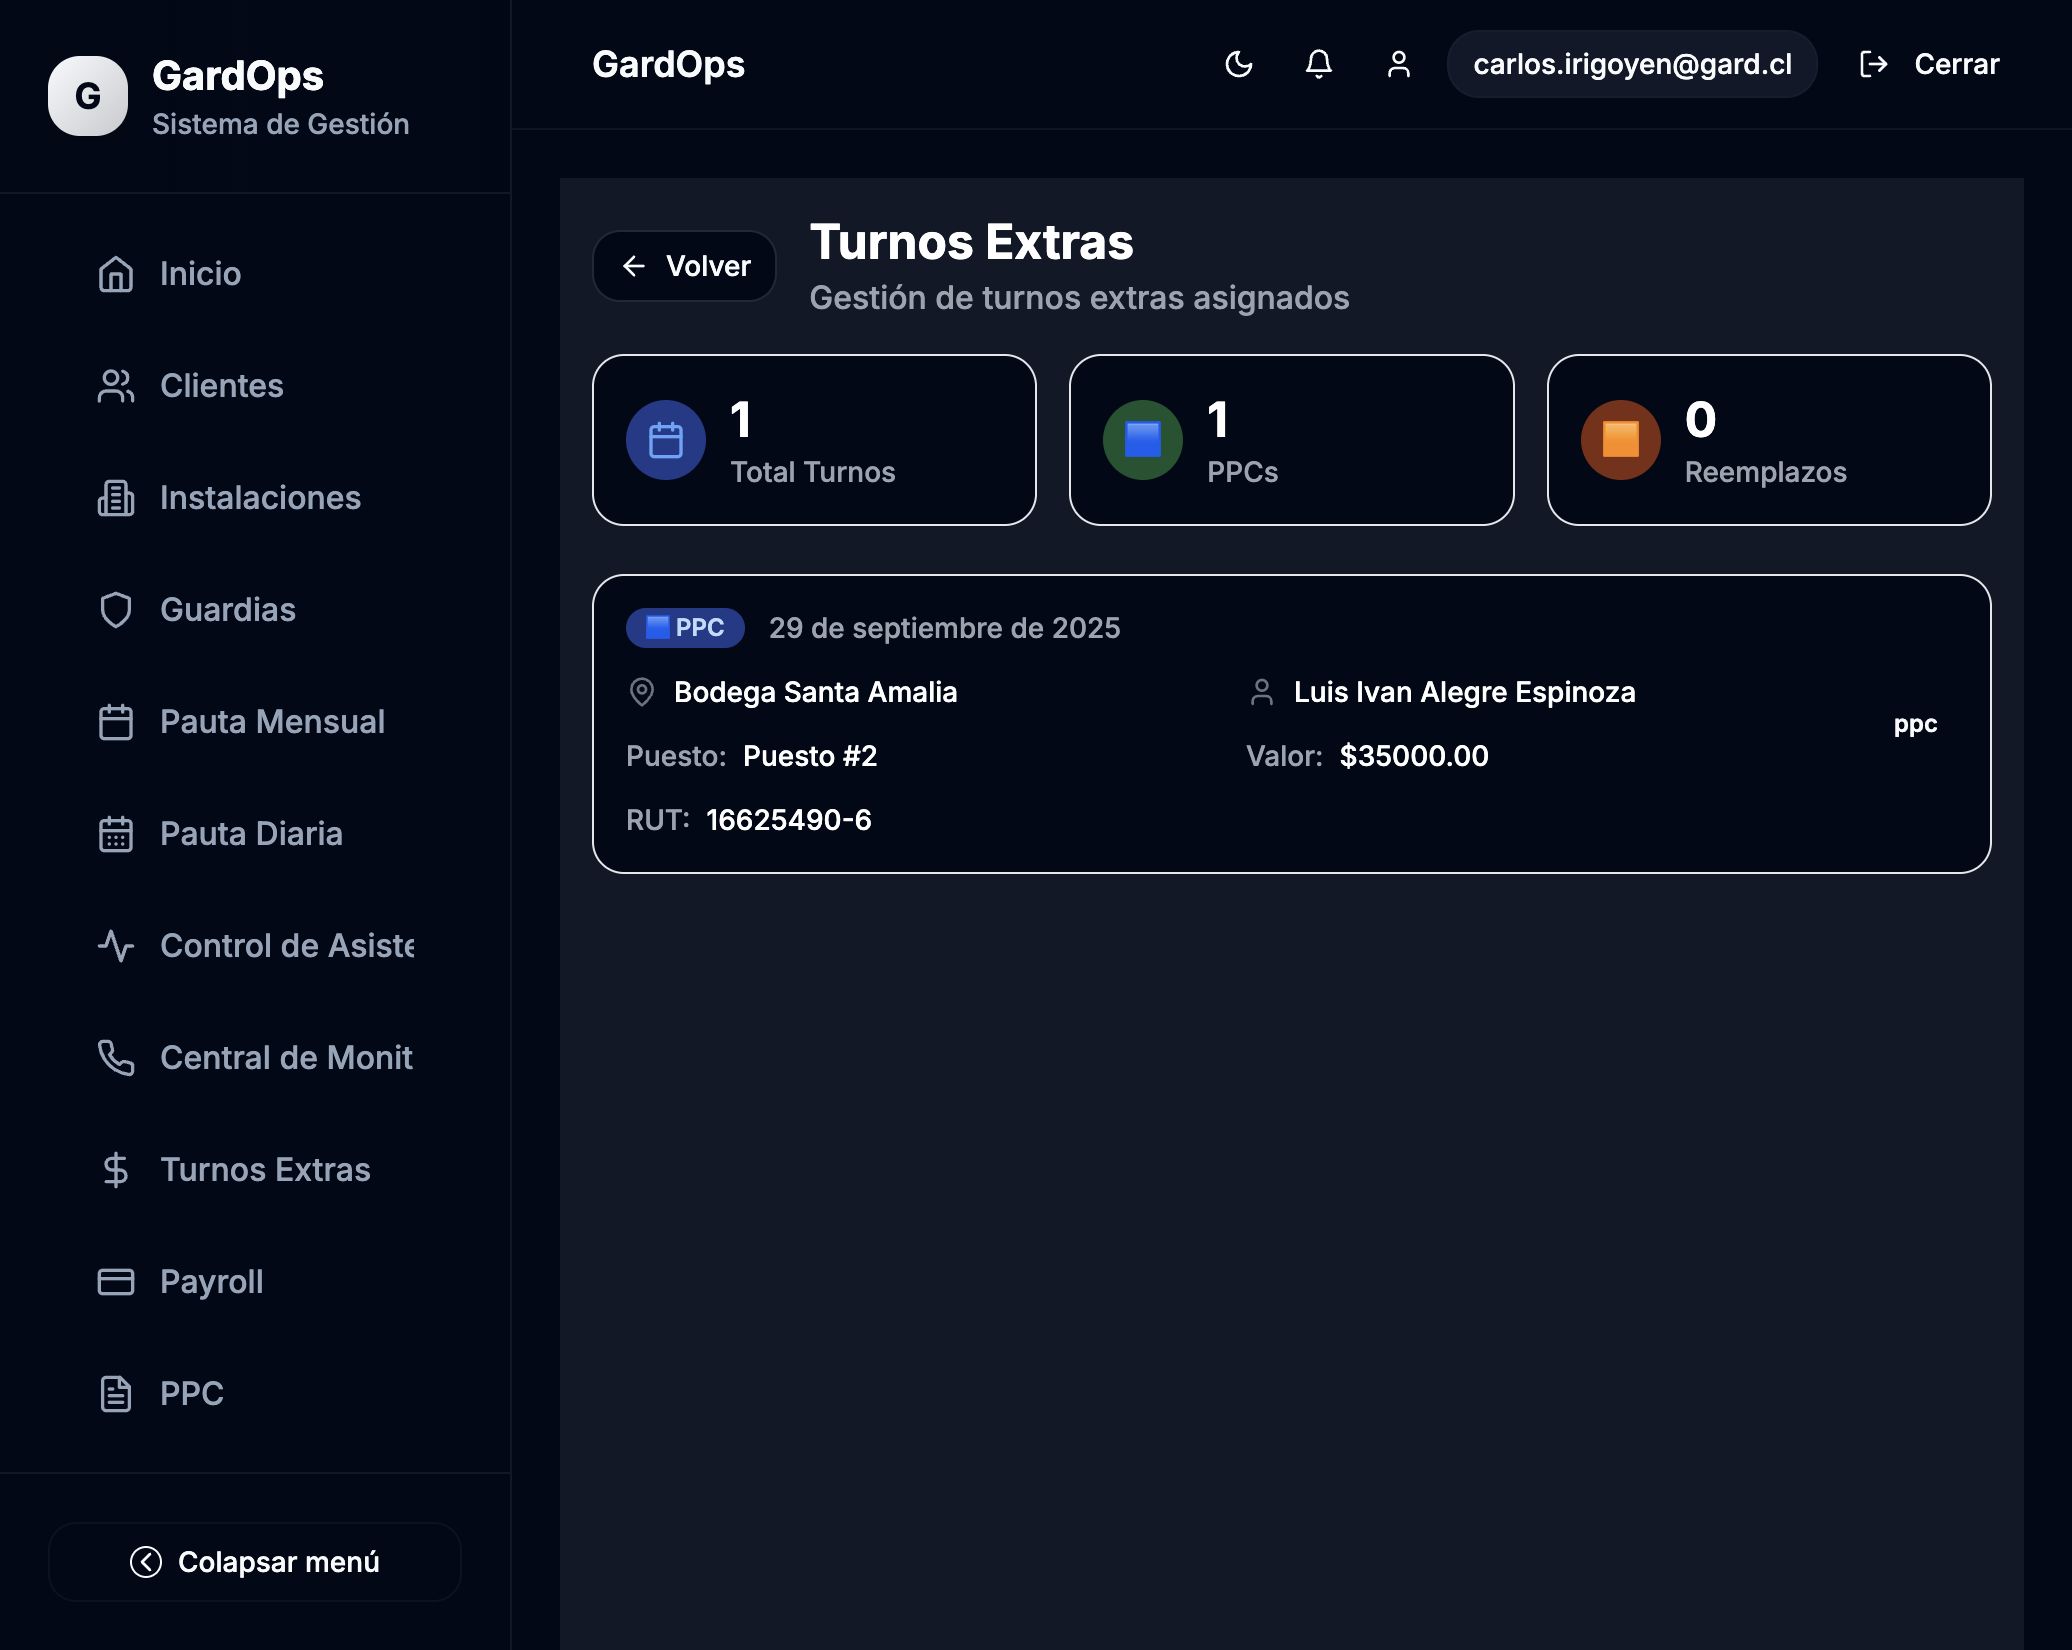 G
GardOps
Sistema de Gestión
Inicio
Clientes
Instalaciones
Guardias
Pauta Mensual
Pauta Diaria
Control de Asiste
Central de Monit
Turnos Extras
Payroll
PPC
Colapsar menú
GardOps
carlos.irigoyen@gard.cl
Cerrar
Volver
Turnos Extras
Gestión de turnos extras asignados
1
Total Turnos
1
PPCs
0
Reemplazos
PPC 29 de septiembre de 2025
Bodega Santa Amalia
Luis Ivan Alegre Espinoza
ppc
Puesto: Puesto #2
Valor: $35000.00
RUT: 16625490-6